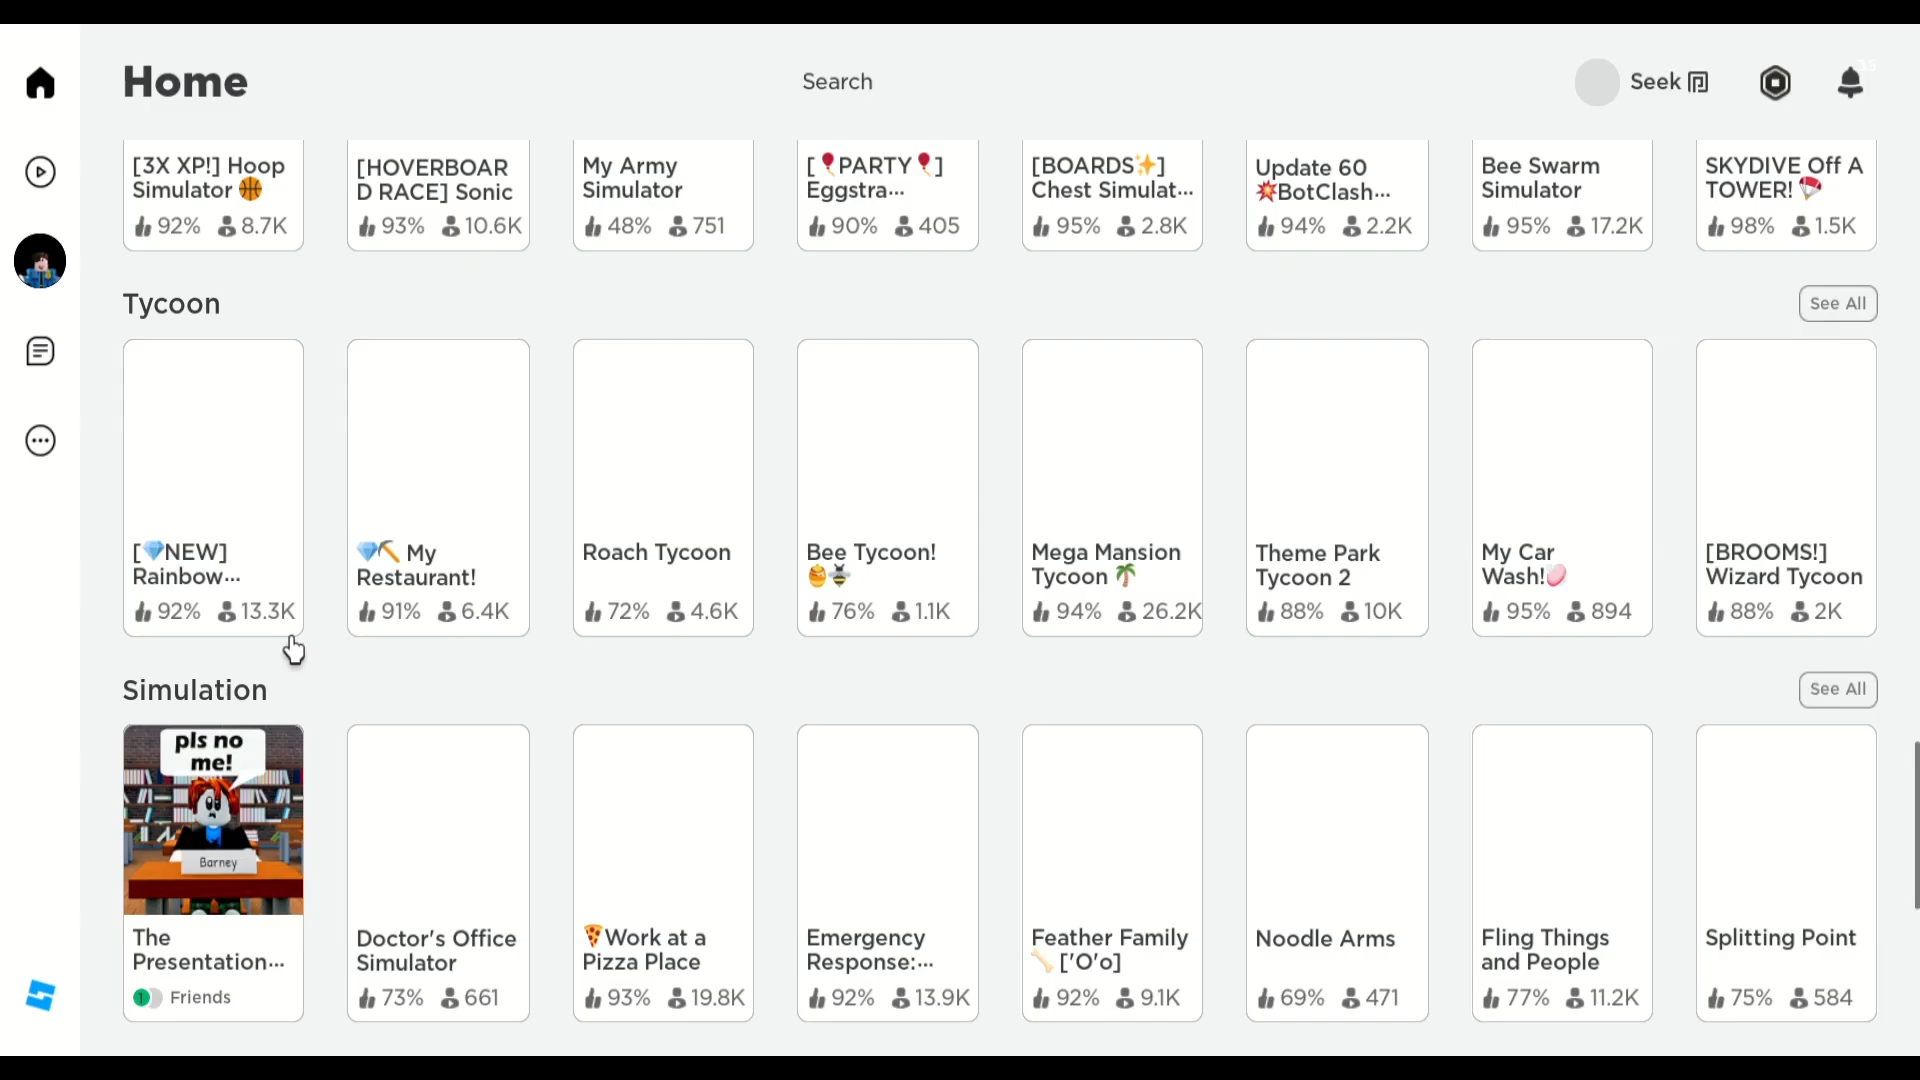 Home
Search
Seek
15
[3X XP!] Hoop
Simulator 🏀
92% 8.7K
[HOVERBOAR
D RACE] Sonic
93% 10.6K
My Army
Simulator
48% 751
[🎈PARTY🎈]
Eggstra...
90% 405
[BOARDS✨]
Chest Simulat...
95% 2.8K
Update 60
💥BotClash...
94% 2.2K
Bee Swarm
Simulator
95% 17.2K
SKYDIVE Off A
TOWER! 🪂
98% 1.5K
Tycoon
See All
[💎NEW]
Rainbow...
92% 13.3K
💎⛏️ My
Restaurant!
91% 6.4K
Roach Tycoon
72% 4.6K
Bee Tycoon!
🍯🐝
76% 1.1K
Mega Mansion
Tycoon 🌴
94% 26.2K
Theme Park
Tycoon 2
88% 10K
My Car
Wash!🧼
95% 894
[BROOMS!]
Wizard Tycoon
88% 2K
Simulation
See All
pls no
me!
Barney
The
Presentation...
1 Friends
Doctor's Office
Simulator
73% 661
🍕Work at a
Pizza Place
93% 19.8K
Emergency
Response:...
92% 13.9K
Feather Family
🦴 ['O'o]
92% 9.1K
Noodle Arms
69% 471
Fling Things
and People
77% 11.2K
Splitting Point
75% 584